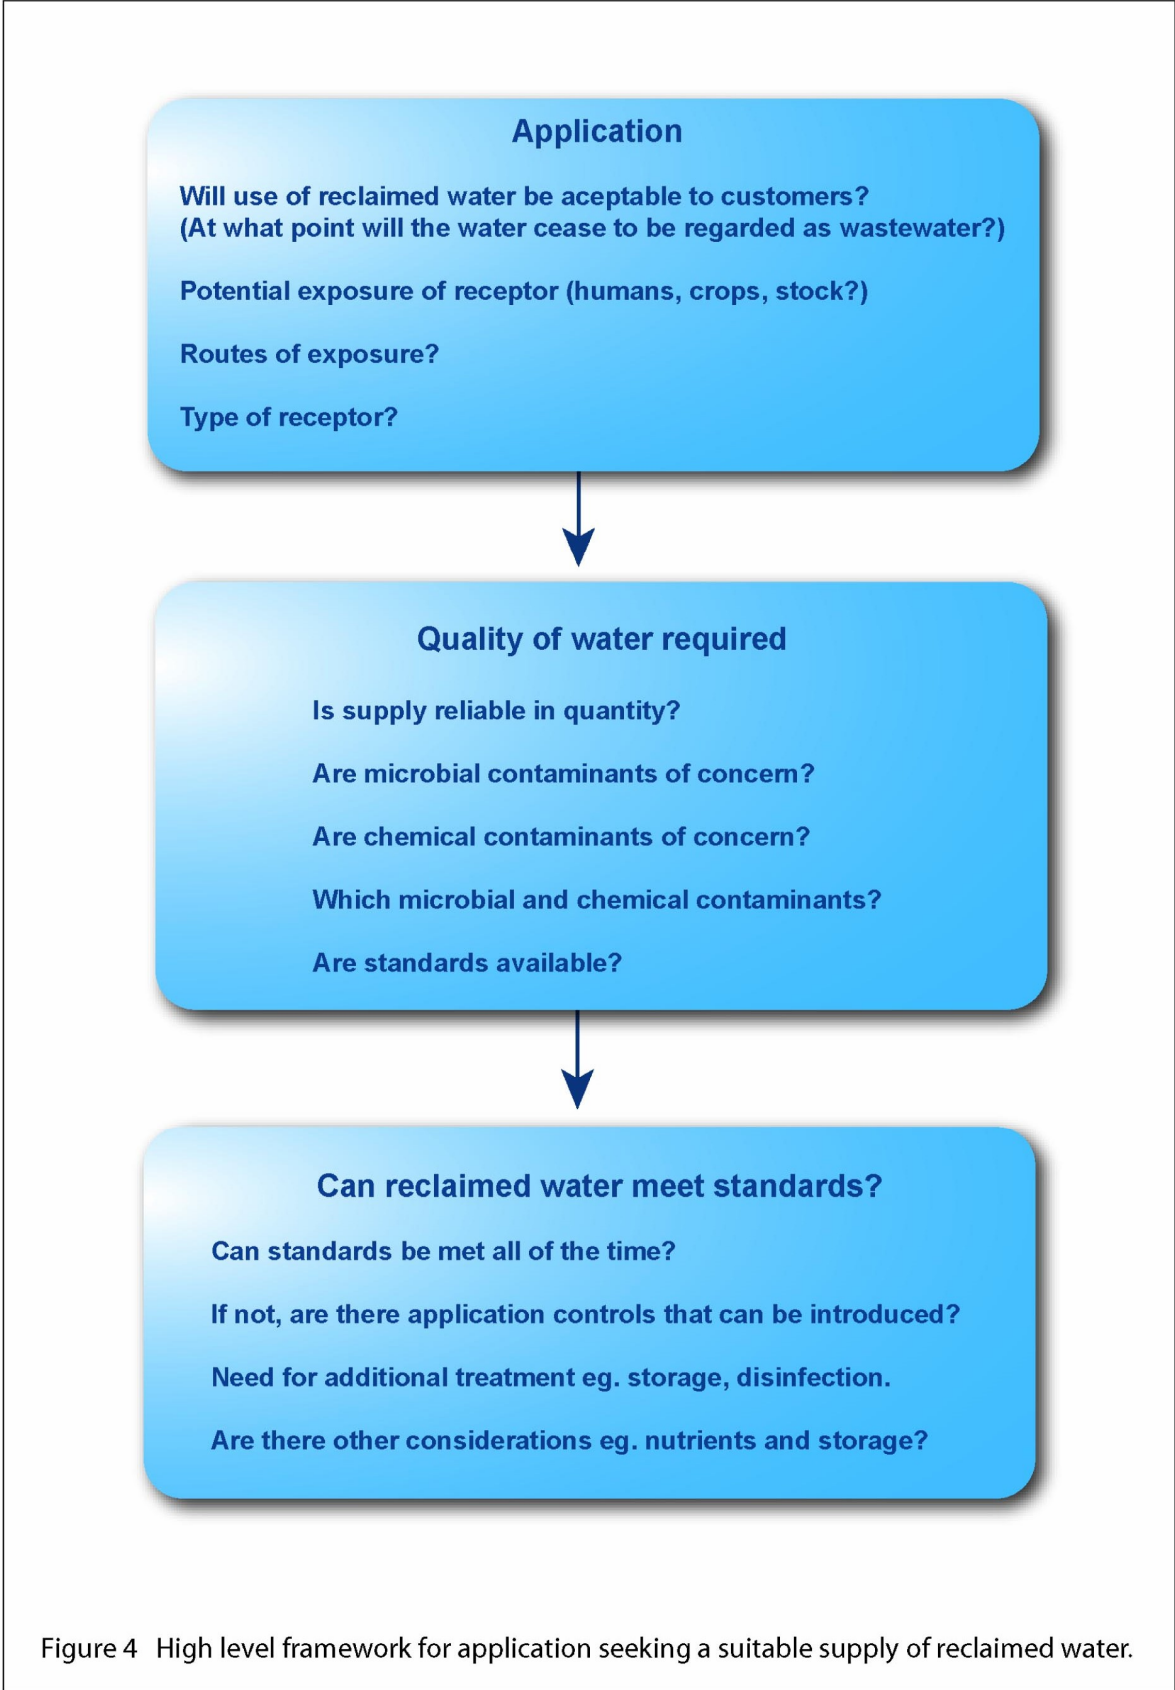 Application
Will use of reclaimed water be aceptable to customers?
(At what point will the water cease to be regarded as wastewater?)
Potential exposure of receptor (humans, crops, stock?)
Routes of exposure?
Type of receptor?
Quality of water required
Is supply reliable in quantity?
Are microbial contaminants of concern?
Are chemical contaminants of concern?
Which microbial and chemical contaminants?
Are standards available?
Can reclaimed water meet standards?
Can standards be met all of the time?
If not, are there application controls that can be introduced?
Need for additional treatment eg. storage, disinfection.
Are there other considerations eg. nutrients and storage?
Figure 4 High level framework for application seeking a suitable supply of reclaimed water.